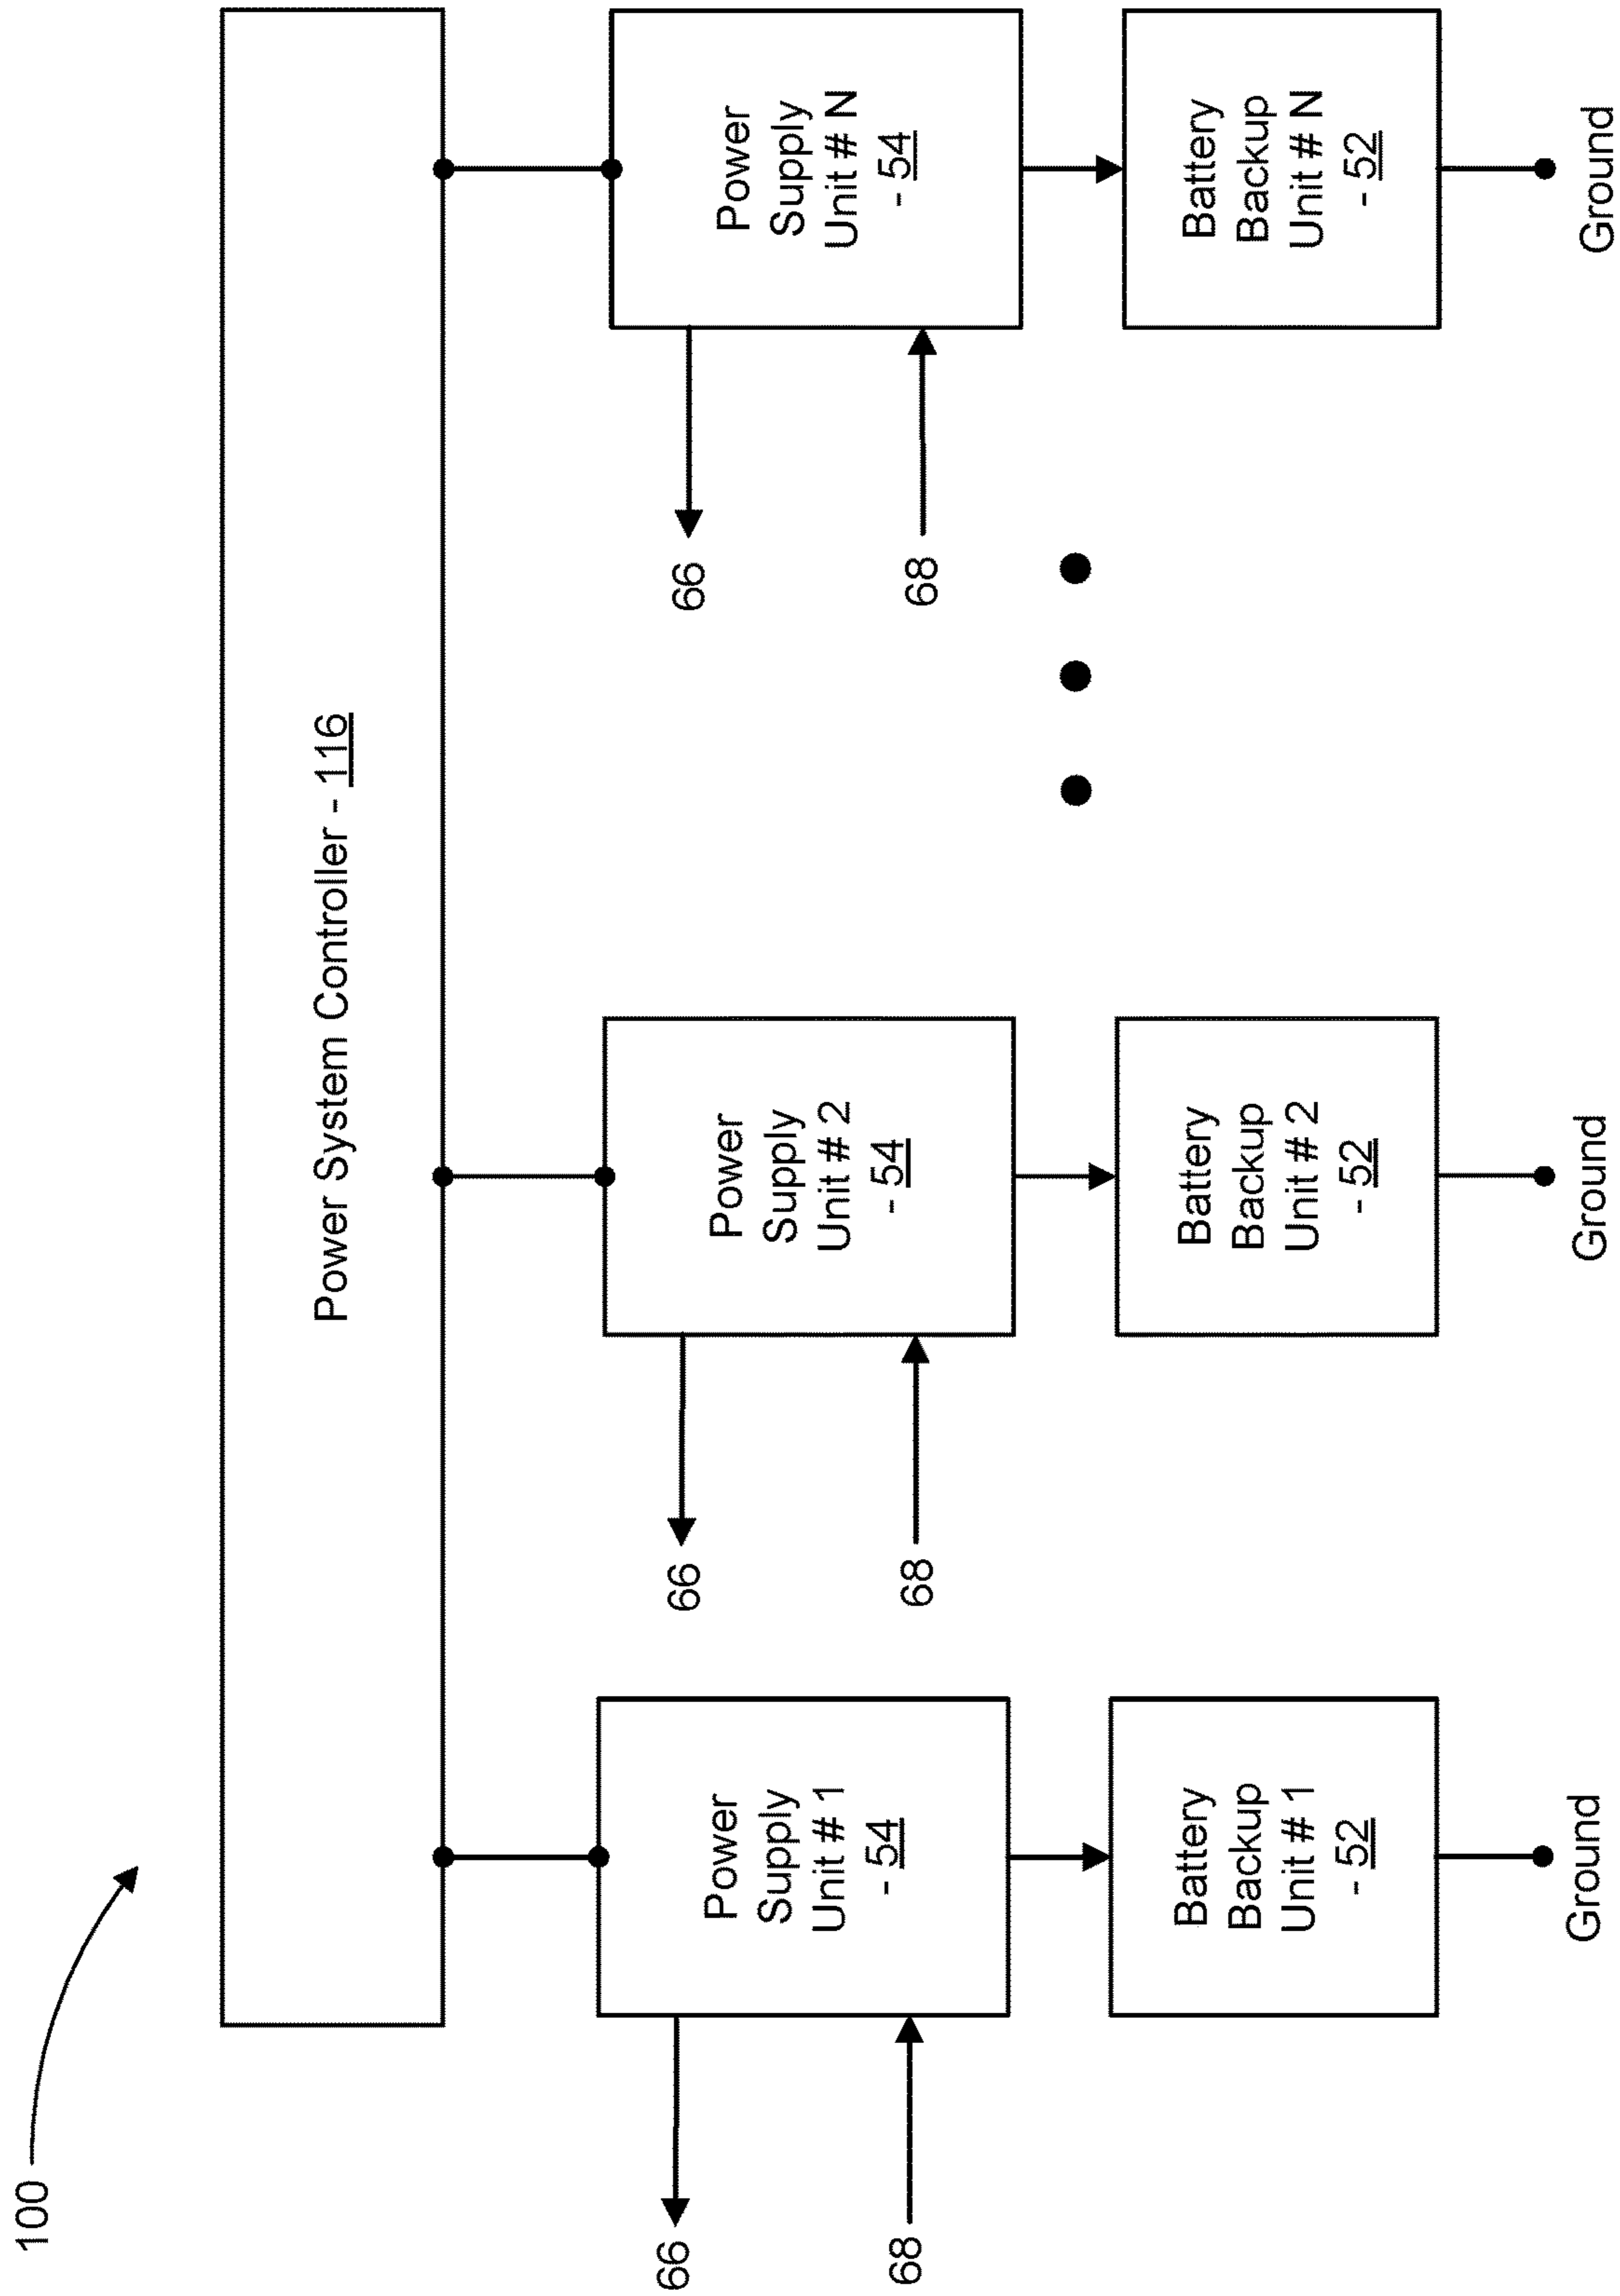 100
Power System Controller - 116
66
68
Power
Supply
Unit # 1
- 54
Battery
Backup
Unit # 1
- 52
Ground
66
68
Power
Supply
Unit # 2
- 54
Battery
Backup
Unit # 2
- 52
Ground
66
68
Power
Supply
Unit # N
- 54
Battery
Backup
Unit # N
- 52
Ground